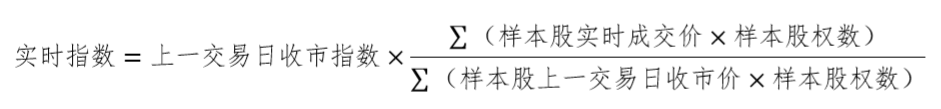 实时指数 = 上一交易日收市指数 × ∑（样本股实时成交价 × 样本股权数）
∑（样本股上一交易日收市价 × 样本股权数）